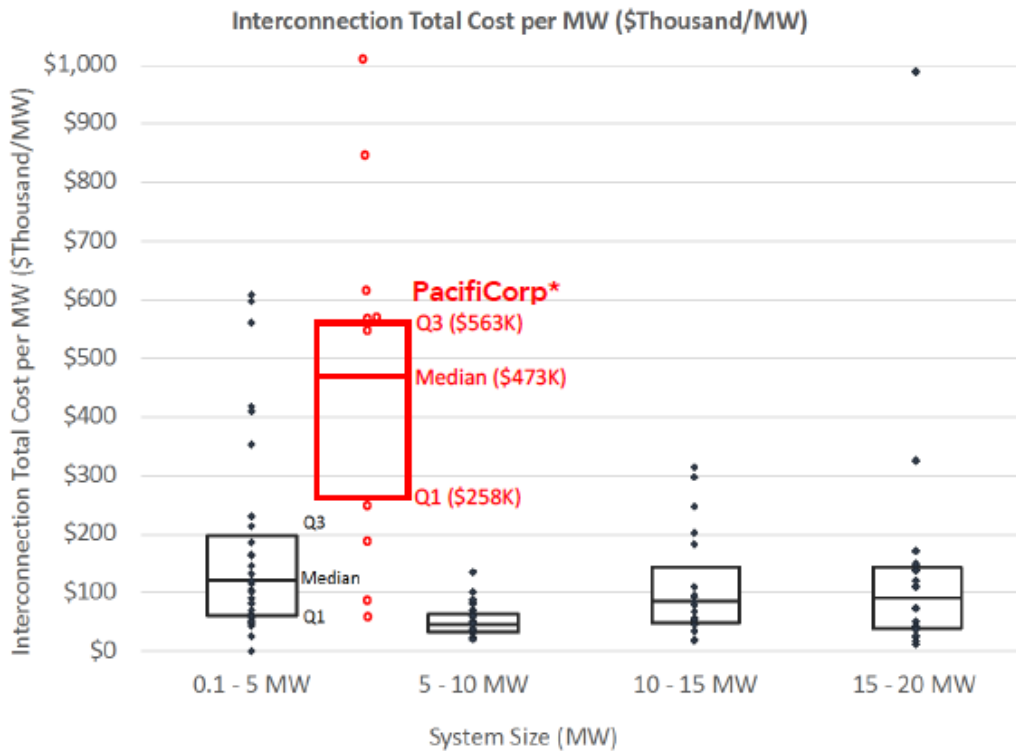 Interconnection Total Cost per MW ($Thousand/MW)
Interconnection Total Cost per MW ($Thousand/MW)
$1,000
$900
$800
$700
$600
$500
$400
$300
$200
$100
$0
PacifiCorp*
Q3 ($563K)
Median ($473K)
Q1 ($258K)
Q3
Median
Q1
0.1 - 5 MW
5 - 10 MW
10 - 15 MW
15 - 20 MW
System Size (MW)